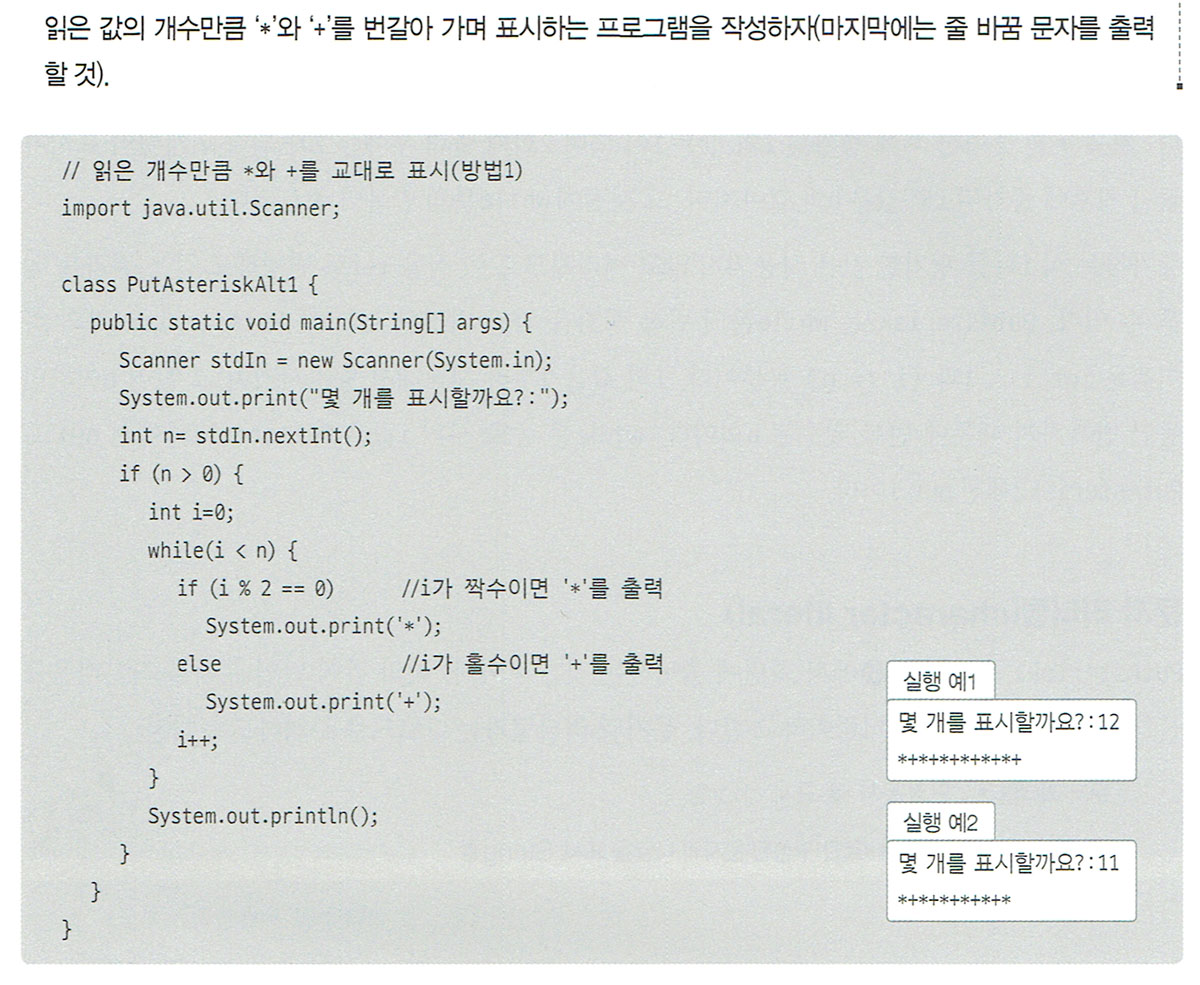 읽은 값의 개수만큼 ‘*’와 ‘+’를 번갈아 가며 표시하는 프로그램을 작성하자(마지막에는 줄 바꿈 문자를 출력
할 것).
// 읽은 개수만큼 *와 +를 교대로 표시(방법1)
import java.util.Scanner;
class PutAsteriskAlt1 {
public static void main(String[] args) {
Scanner stdIn = new Scanner(System.in);
System.out.print("몇 개를 표시할까요?:");
int n= stdIn.nextInt();
if (n > 0) {
int i=0;
while(i < n) {
if (i % 2 == 0) //i가 짝수이면 '*'를 출력
System.out.print('*');
else //i가 홀수이면 '+'를 출력
System.out.print('+');
i++;
}
System.out.println();
}
}
}
실행 예1
몇 개를 표시할까요?:12
*+*+*+*+*+*+
실행 예2
몇 개를 표시할까요?:11
*+*+*+*+*+*